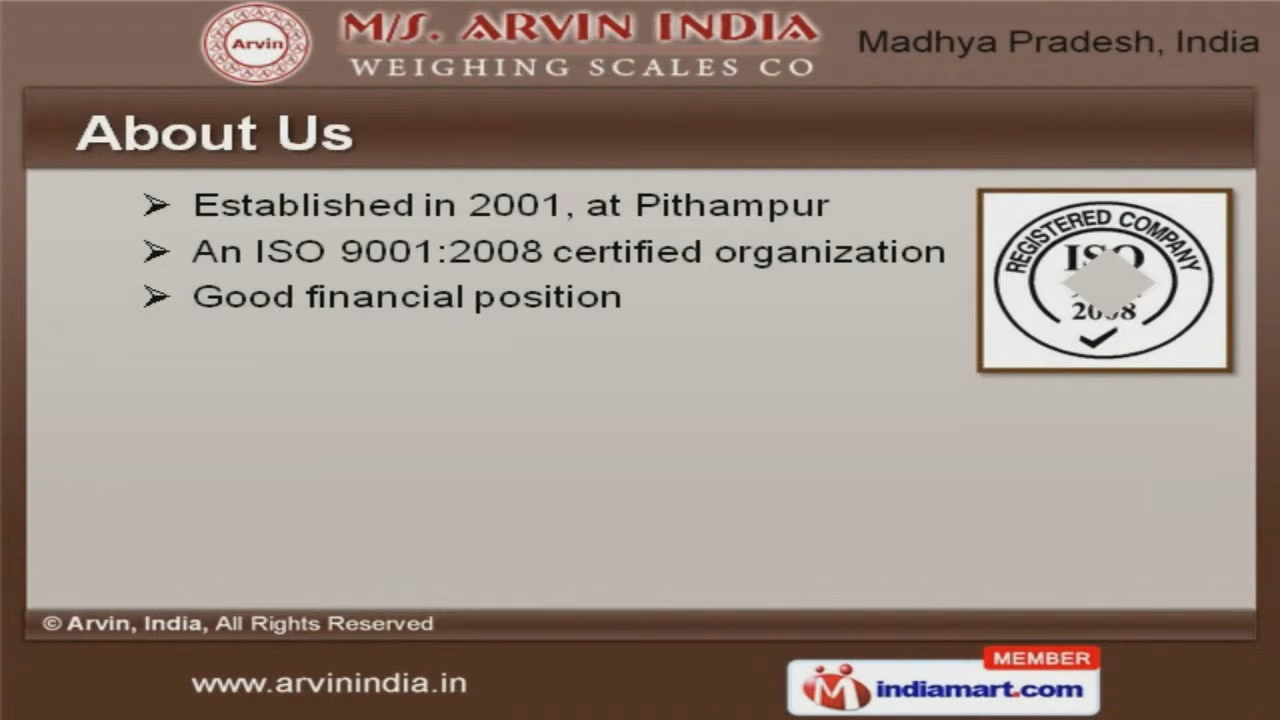 Arvin
M/S. ARVIN INDIA
WEIGHING SCALES CO
Madhya Pradesh, India
About Us
➢ Established in 2001, at Pithampur
➢ An ISO 9001:2008 certified organization
➢ Good financial position
REGISTERED COMPANY
ISO
2008
© Arvin, India, All Rights Reserved
www.arvinindia.in
MEMBER
indiamart.com